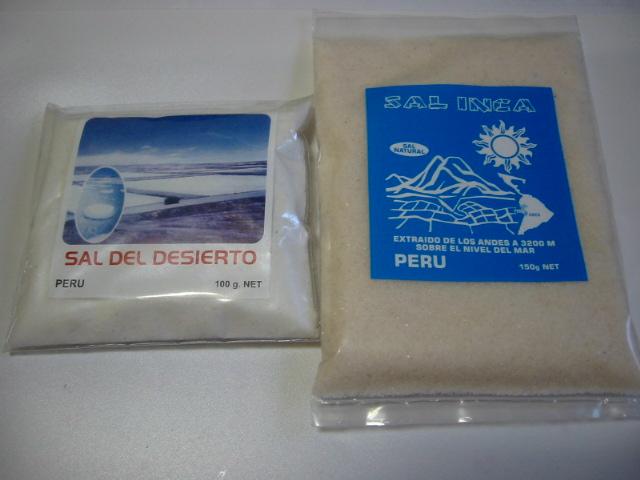 SAL DEL DESIERTO
PERU
100 g. NET
SAL INCA
SAL
NATURAL
EXTRAIDO DE LOS ANDES A 3200 M
SOBRE EL NIVEL DEL MAR
PERU
150g NET